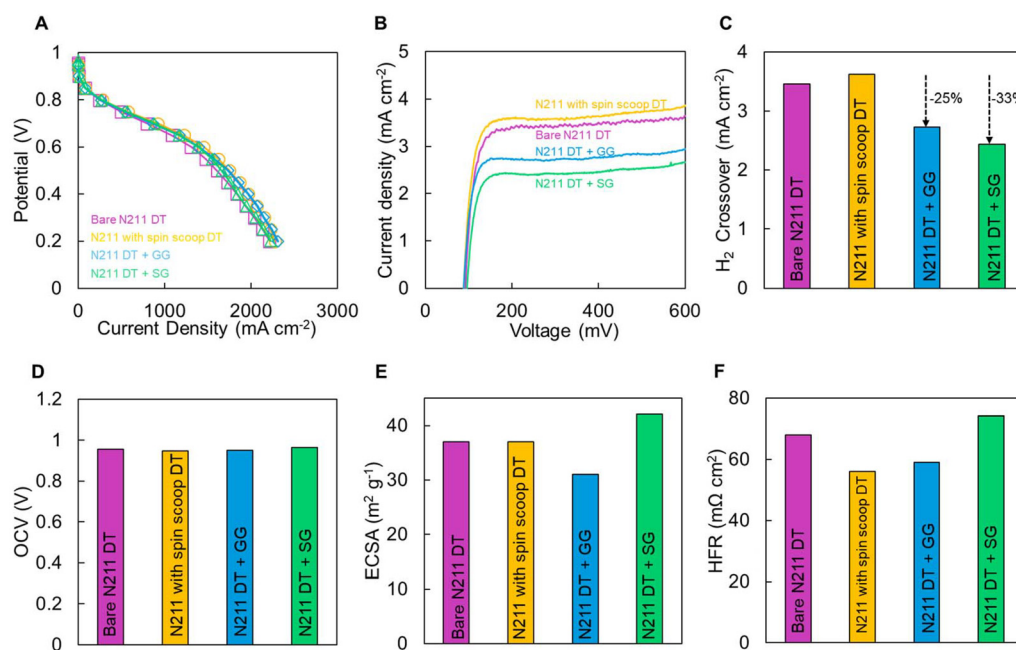 A
Potential (V)
1
0.8
0.6
0.4
0.2
0
Bare N211 DT
N211 with spin scoop DT
N211 DT + GG
N211 DT + SG
0 1000 2000 3000
Current Density (mA cm-2)
B
Current density (mA cm-2)
5
4
3
2
1
0
N211 with spin scoop DT
Bare N211 DT
N211 DT + GG
N211 DT + SG
0 200 400 600
Voltage (mV)
C
H2 Crossover (mA cm-2)
4
3
2
1
0
-25%
-33%
Bare N211 DT
N211 with spin scoop DT
N211 DT + GG
N211 DT + SG
D
OCV (V)
1.2
1
0.8
0.6
0.4
0.2
0
Bare N211 DT
N211 with spin scoop DT
N211 DT + GG
N211 DT + SG
E
ECSA (m2 g-1)
40
30
20
10
0
Bare N211 DT
N211 with spin scoop DT
N211 DT + GG
N211 DT + SG
F
HFR (mΩ cm2)
80
60
40
20
0
Bare N211 DT
N211 with spin scoop DT
N211 DT + GG
N211 DT + SG